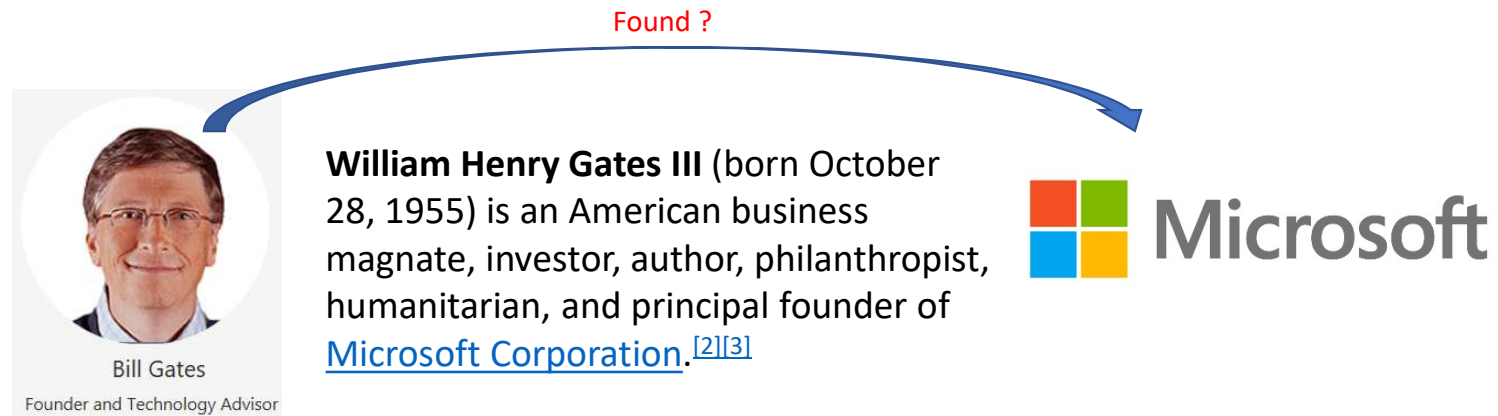 Found ?
William Henry Gates III (born October
28, 1955) is an American business
magnate, investor, author, philanthropist,
humanitarian, and principal founder of
Microsoft Corporation.[2][3]
Bill Gates
Founder and Technology Advisor
Microsoft